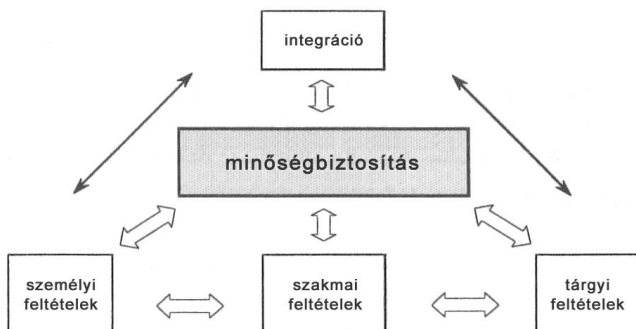 integráció
minőségbiztosítás
személyi
feltételek
szakmai
feltételek
tárgyi
feltételek